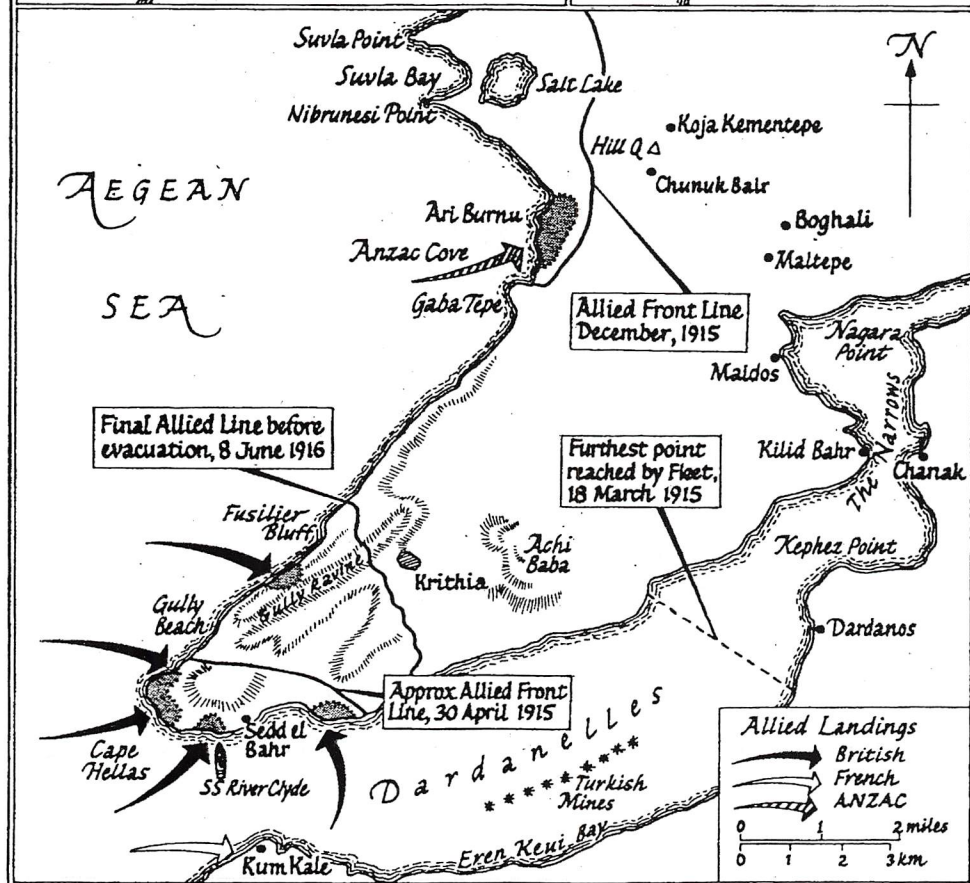 Suvla Point
Suvla Bay
Nibrunesi Point
Salt Lake
N
Koja Kementepe
Hill Q
Chunuk Bair
AEGEAN
SEA
Ari Burnu
Anzac Cove
Gaba Tepe
Boghali
Maltepe
Allied Front Line
December, 1915
Nagara
Point
Maldos
Final Allied Line before
evacuation, 8 June 1916
Furthest point
reached by Fleet,
18 March 1915
Kilid Bahr
The Narrows
Chanak
Fusilier
Bluff
Gully Ravine
Krithia
Achi
Baba
Kephez Point
Gully
Beach
Dardanos
Approx Allied Front
Line, 30 April 1915
Sedd el
Bahr
Cape
Hellas
SS River Clyde
Dardanelles
Turkish
Mines
Eren Keui Bay
Kum Kale
Allied Landings
British
French
ANZAC
0 1 2 miles
0 1 2 3 km